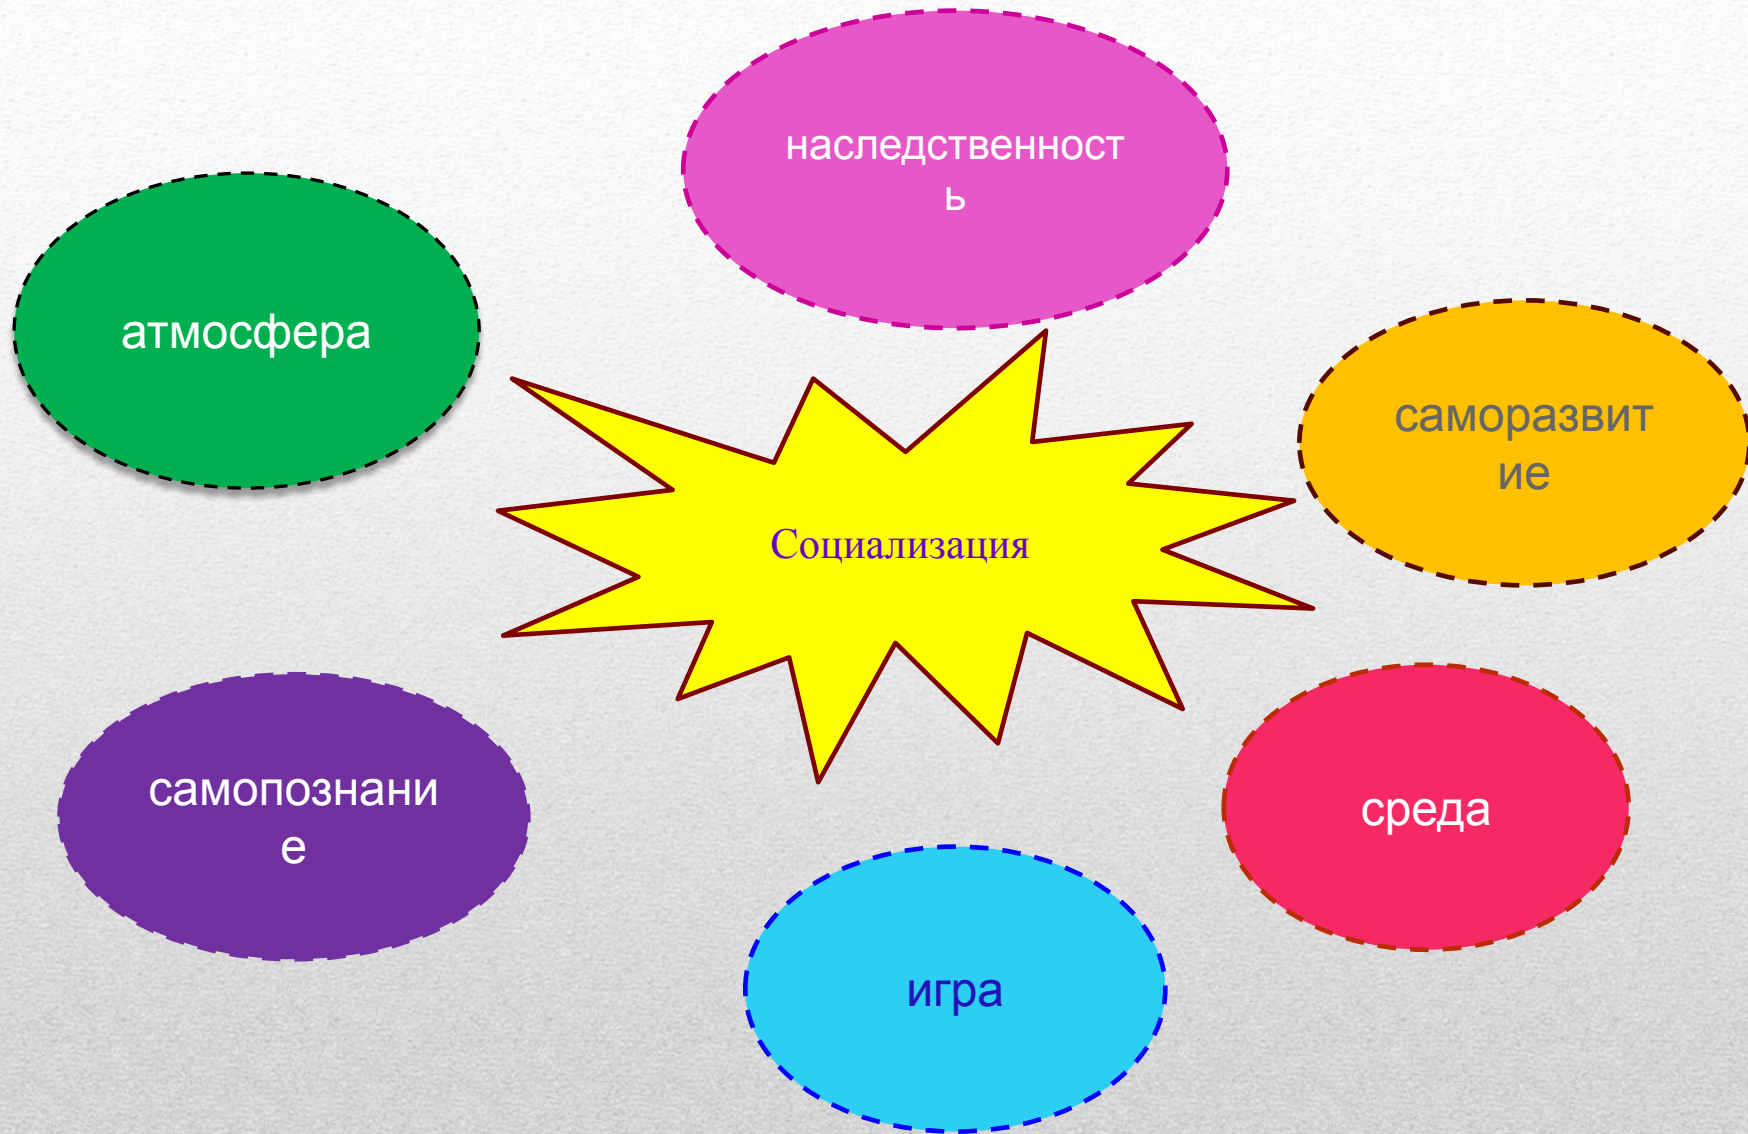 наследственност
ь
атмосфера
саморазвит
ие
Социализация
самопознани
е
среда
игра